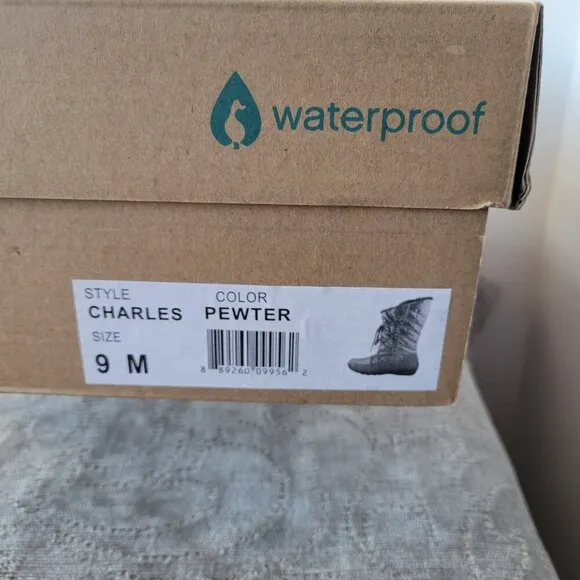 waterproof
STYLE COLOR
CHARLES PEWTER
SIZE
9 M
8 89260 09956 2